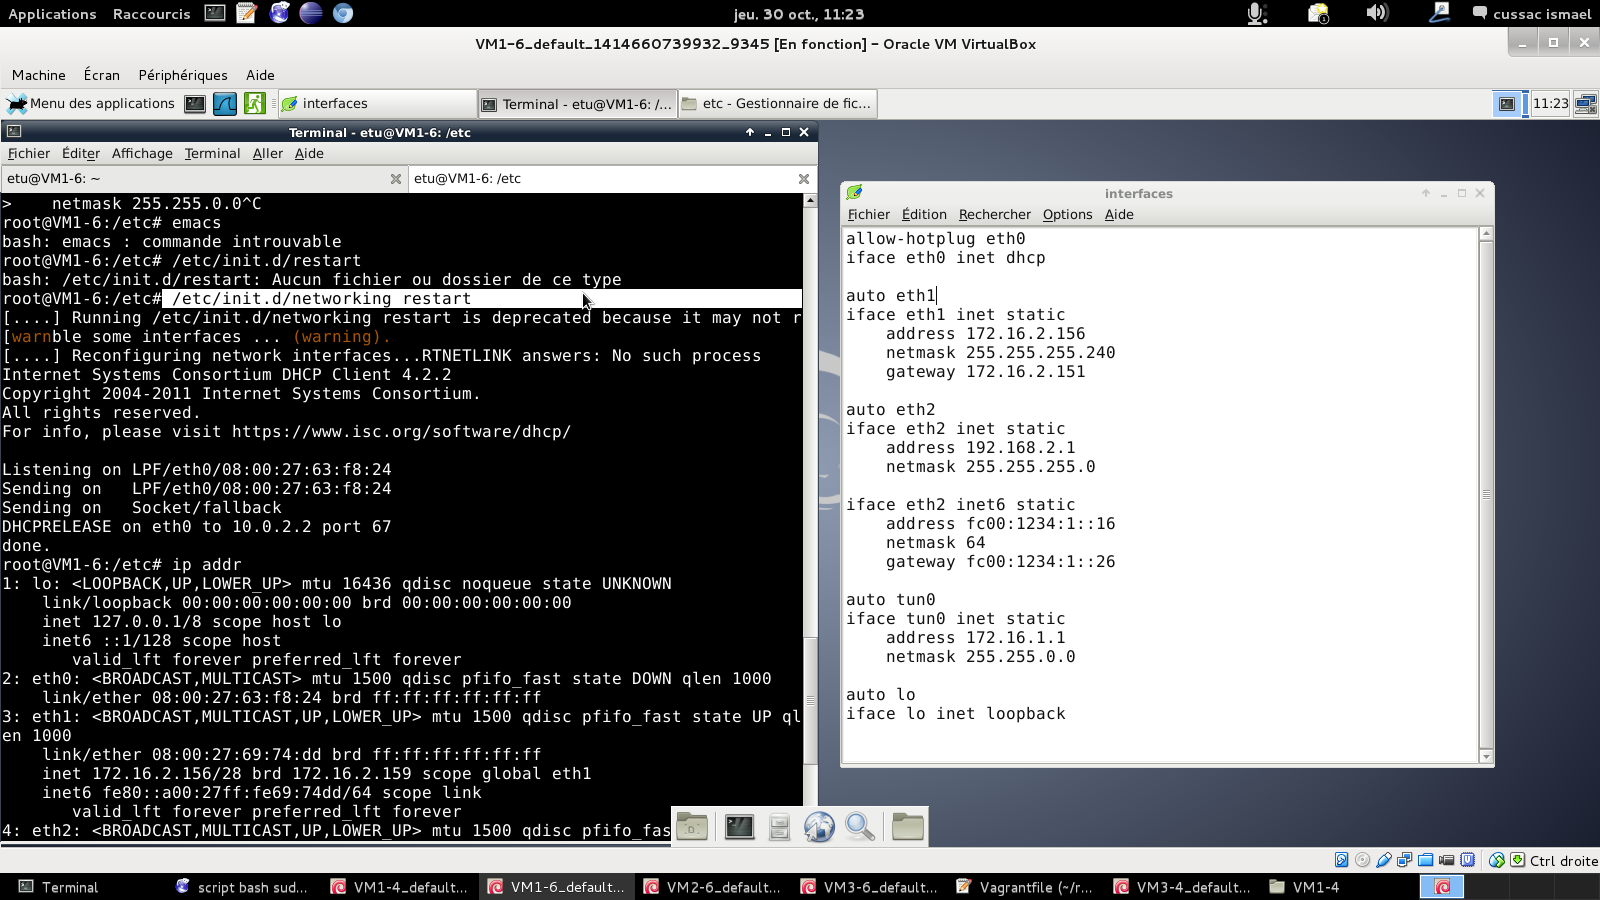 Applications Raccourcis jeu. 30 oct., 11:23 cussac ismael
VM1-6_default_1414660739932_9345 [En fonction] - Oracle VM VirtualBox
Machine Écran Périphériques Aide
Menu des applications interfaces Terminal - etu@VM1-6: /... etc - Gestionnaire de fic... 11:23
Terminal - etu@VM1-6: /etc
Fichier Éditer Affichage Terminal Aller Aide
etu@VM1-6: ~ etu@VM1-6: /etc
>    netmask 255.255.0.0^C
root@VM1-6:/etc# emacs
bash: emacs : commande introuvable
root@VM1-6:/etc# /etc/init.d/restart
bash: /etc/init.d/restart: Aucun fichier ou dossier de ce type
root@VM1-6:/etc# /etc/init.d/networking restart
[....] Running /etc/init.d/networking restart is deprecated because it may not r
[warnble some interfaces ... (warning).
[....] Reconfiguring network interfaces...RTNETLINK answers: No such process
Internet Systems Consortium DHCP Client 4.2.2
Copyright 2004-2011 Internet Systems Consortium.
All rights reserved.
For info, please visit https://www.isc.org/software/dhcp/
Listening on LPF/eth0/08:00:27:63:f8:24
Sending on   LPF/eth0/08:00:27:63:f8:24
Sending on   Socket/fallback
DHCPRELEASE on eth0 to 10.0.2.2 port 67
done.
root@VM1-6:/etc# ip addr
1: lo: <LOOPBACK,UP,LOWER_UP> mtu 16436 qdisc noqueue state UNKNOWN
    link/loopback 00:00:00:00:00:00 brd 00:00:00:00:00:00
    inet 127.0.0.1/8 scope host lo
    inet6 ::1/128 scope host
       valid_lft forever preferred_lft forever
2: eth0: <BROADCAST,MULTICAST> mtu 1500 qdisc pfifo_fast state DOWN qlen 1000
    link/ether 08:00:27:63:f8:24 brd ff:ff:ff:ff:ff:ff
3: eth1: <BROADCAST,MULTICAST,UP,LOWER_UP> mtu 1500 qdisc pfifo_fast state UP ql
en 1000
    link/ether 08:00:27:69:74:dd brd ff:ff:ff:ff:ff:ff
    inet 172.16.2.156/28 brd 172.16.2.159 scope global eth1
    inet6 fe80::a00:27ff:fe69:74dd/64 scope link
       valid_lft forever preferred_lft forever
4: eth2: <BROADCAST,MULTICAST,UP,LOWER_UP> mtu 1500 qdisc pfifo_fas
interfaces
Fichier Édition Rechercher Options Aide
allow-hotplug eth0
iface eth0 inet dhcp
auto eth1
iface eth1 inet static
    address 172.16.2.156
    netmask 255.255.255.240
    gateway 172.16.2.151
auto eth2
iface eth2 inet static
    address 192.168.2.1
    netmask 255.255.255.0
iface eth2 inet6 static
    address fc00:1234:1::16
    netmask 64
    gateway fc00:1234:1::26
auto tun0
iface tun0 inet static
    address 172.16.1.1
    netmask 255.255.0.0
auto lo
iface lo inet loopback
Ctrl droite
Terminal script bash sud... VM1-4_default... VM1-6_default... VM2-6_default... VM3-6_default... Vagrantfile (~/r... VM3-4_default... VM1-4